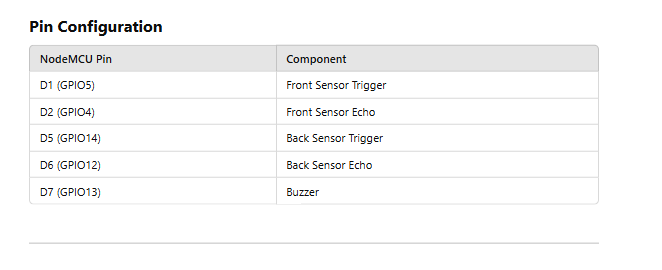 Pin Configuration
NodeMCU Pin Component
D1 (GPIO5) Front Sensor Trigger
D2 (GPIO4) Front Sensor Echo
D5 (GPIO14) Back Sensor Trigger
D6 (GPIO12) Back Sensor Echo
D7 (GPIO13) Buzzer